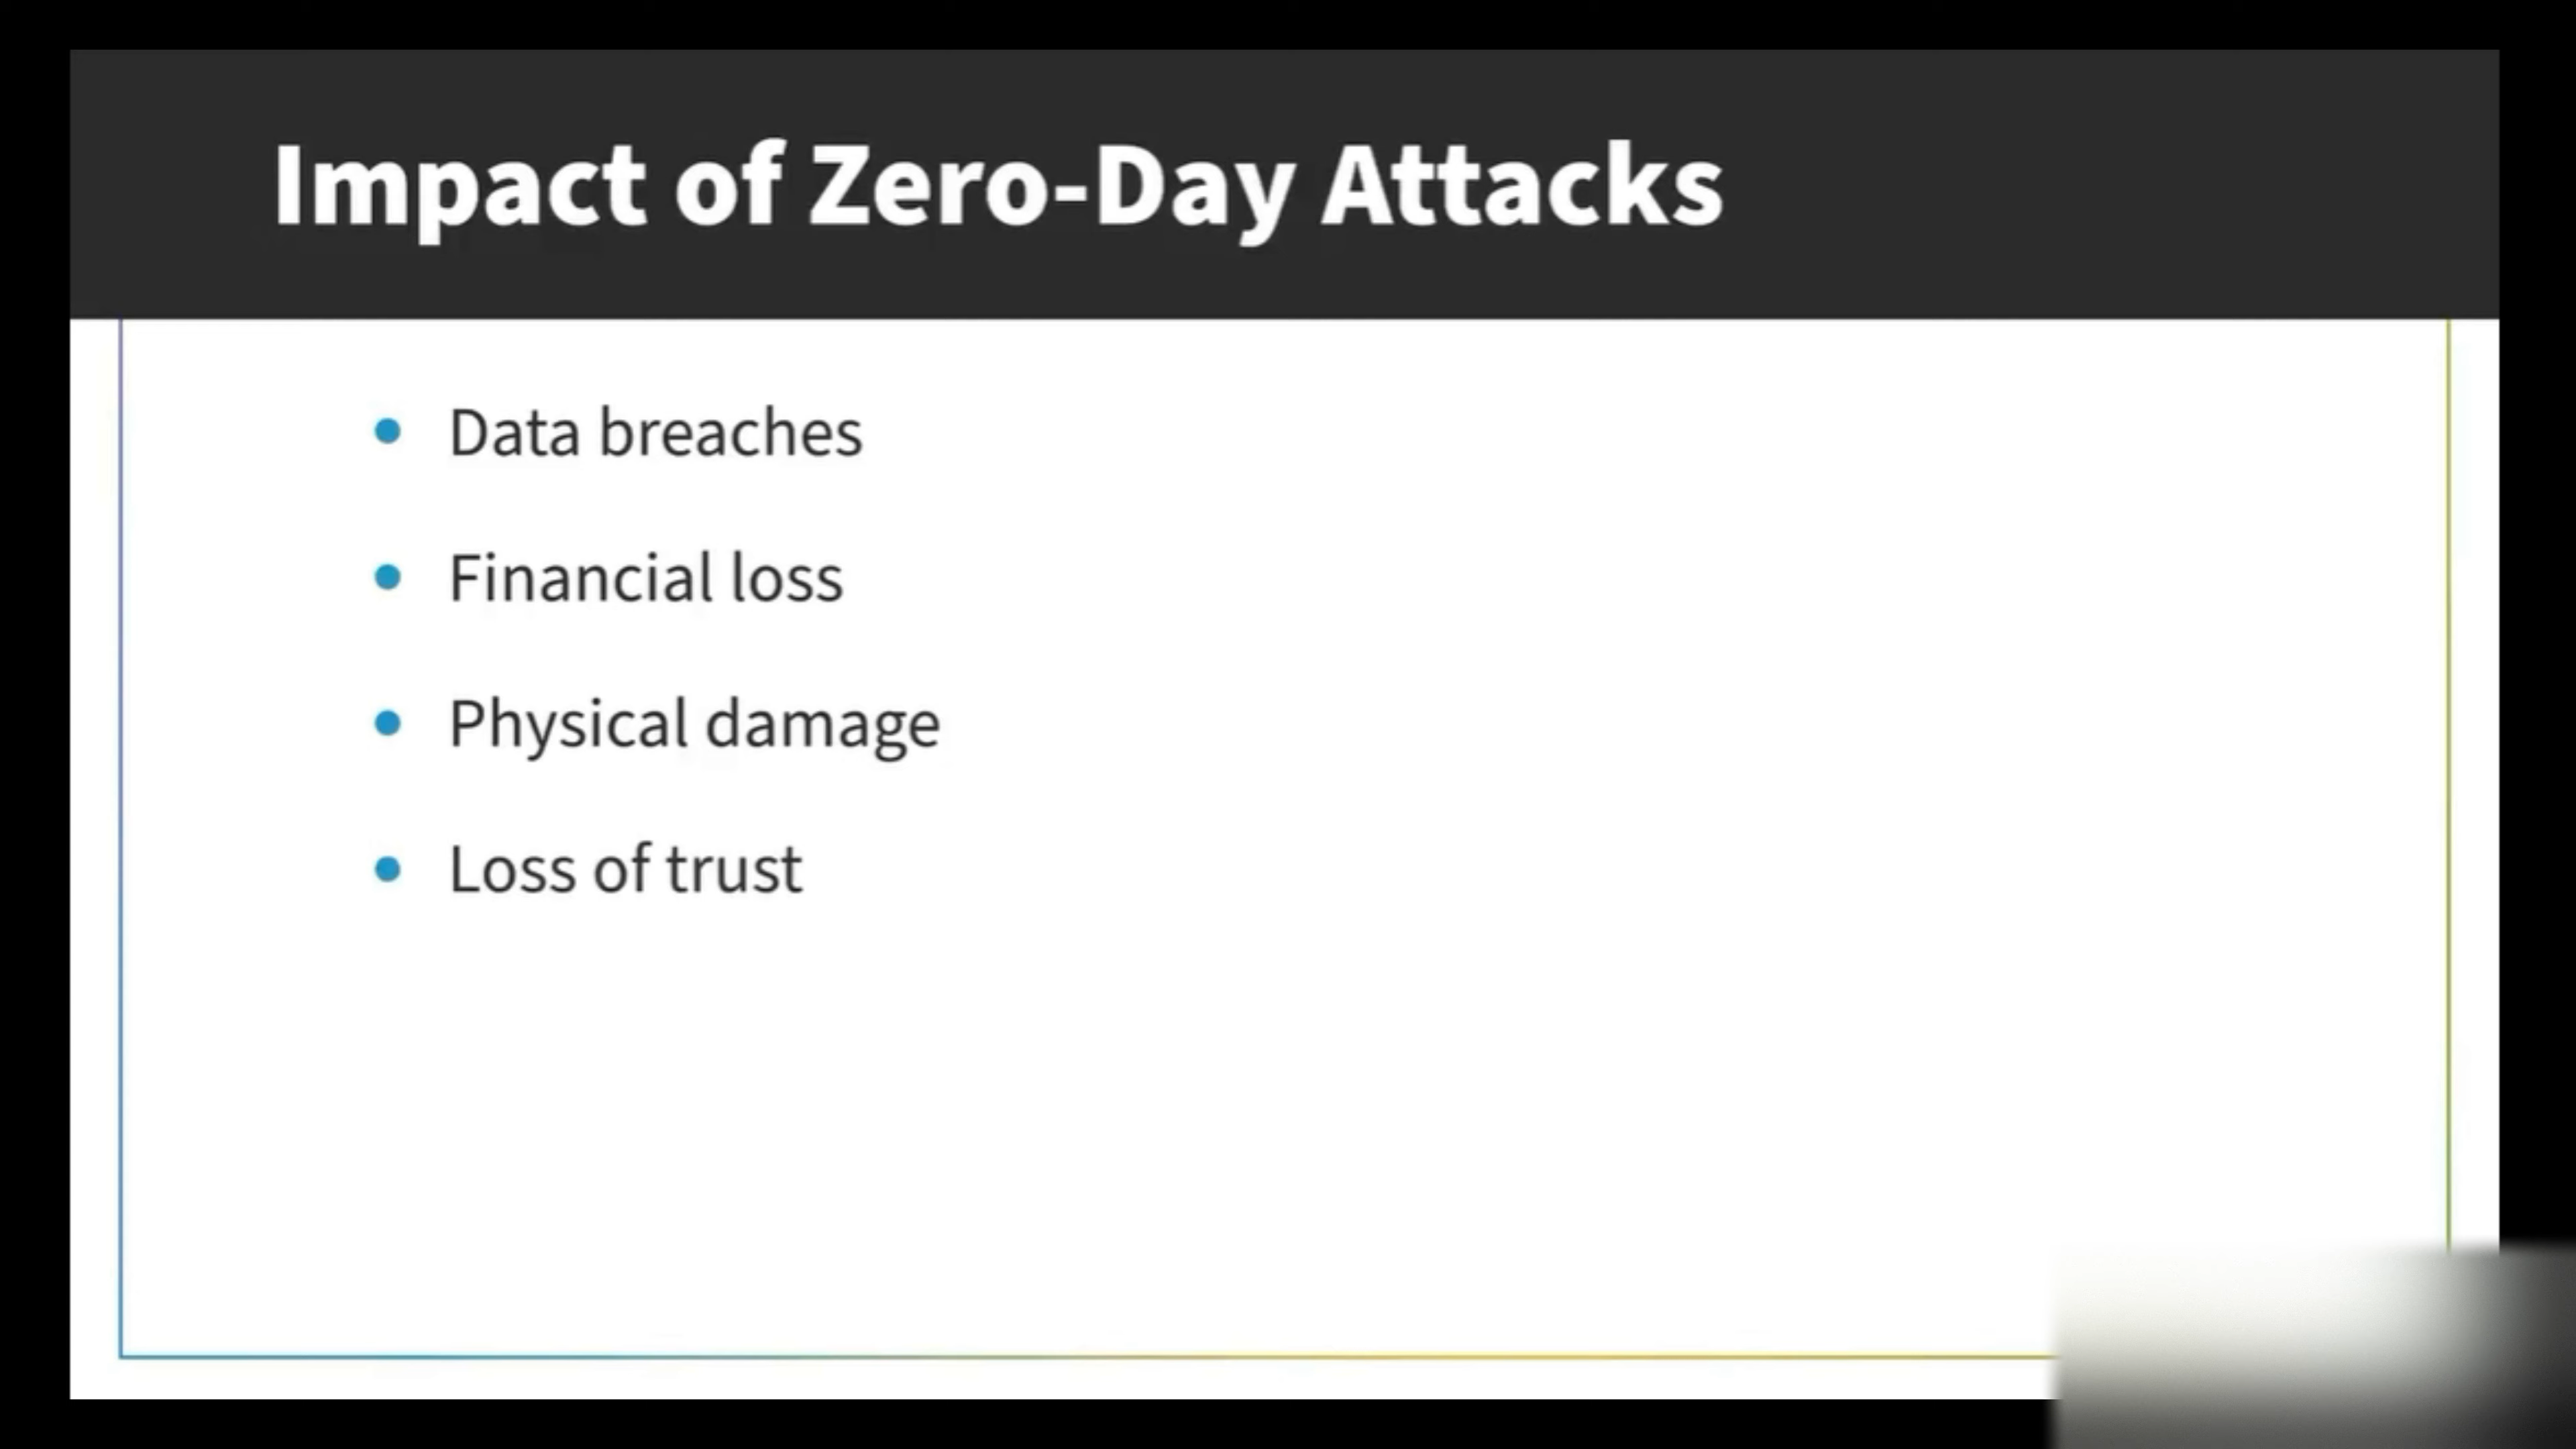 Impact of Zero-Day Attacks
Data breaches
Financial loss
Physical damage
Loss of trust